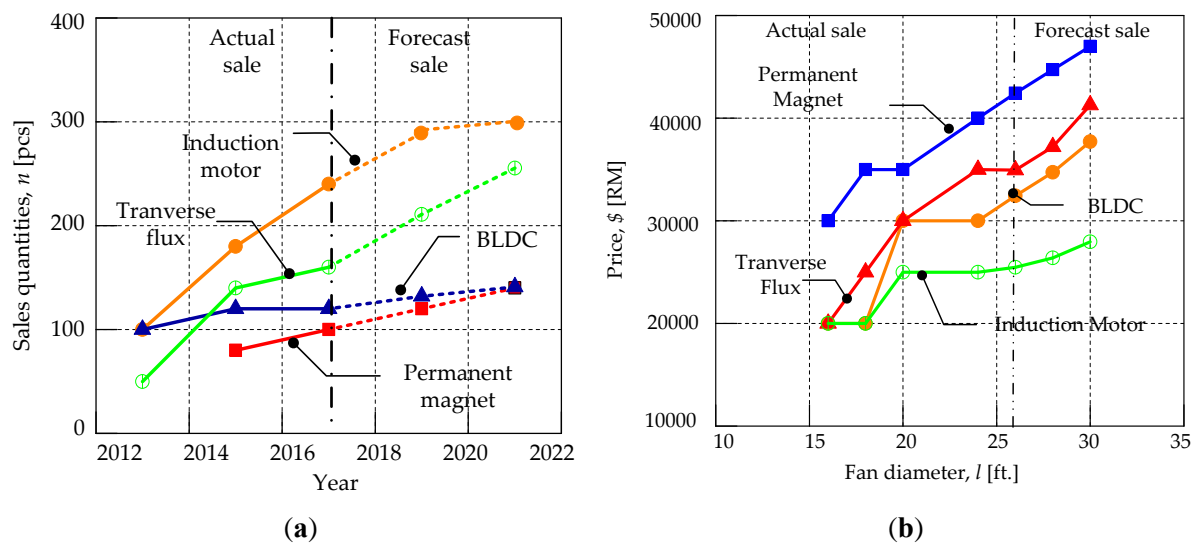 400
300
200
100
0
Sales quantities, n [pcs]
Actual
sale
Forecast
sale
Induction
motor
Tranverse
flux
BLDC
Permanent
magnet
2012
2014
2016
2018
2020
2022
Year
(a)
50000
40000
30000
20000
10000
Price, $ [RM]
Actual sale
Forecast sale
Permanent
Magnet
BLDC
Tranverse
Flux
Induction Motor
10
15
20
25
30
35
Fan diameter, l [ft.]
(b)